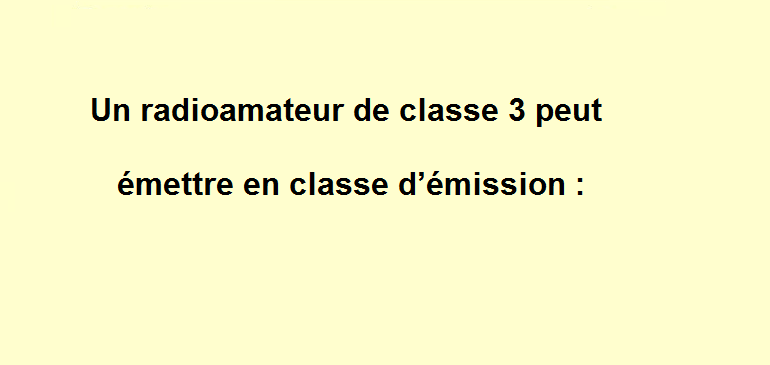 Un radioamateur de classe 3 peut
émettre en classe d’émission :